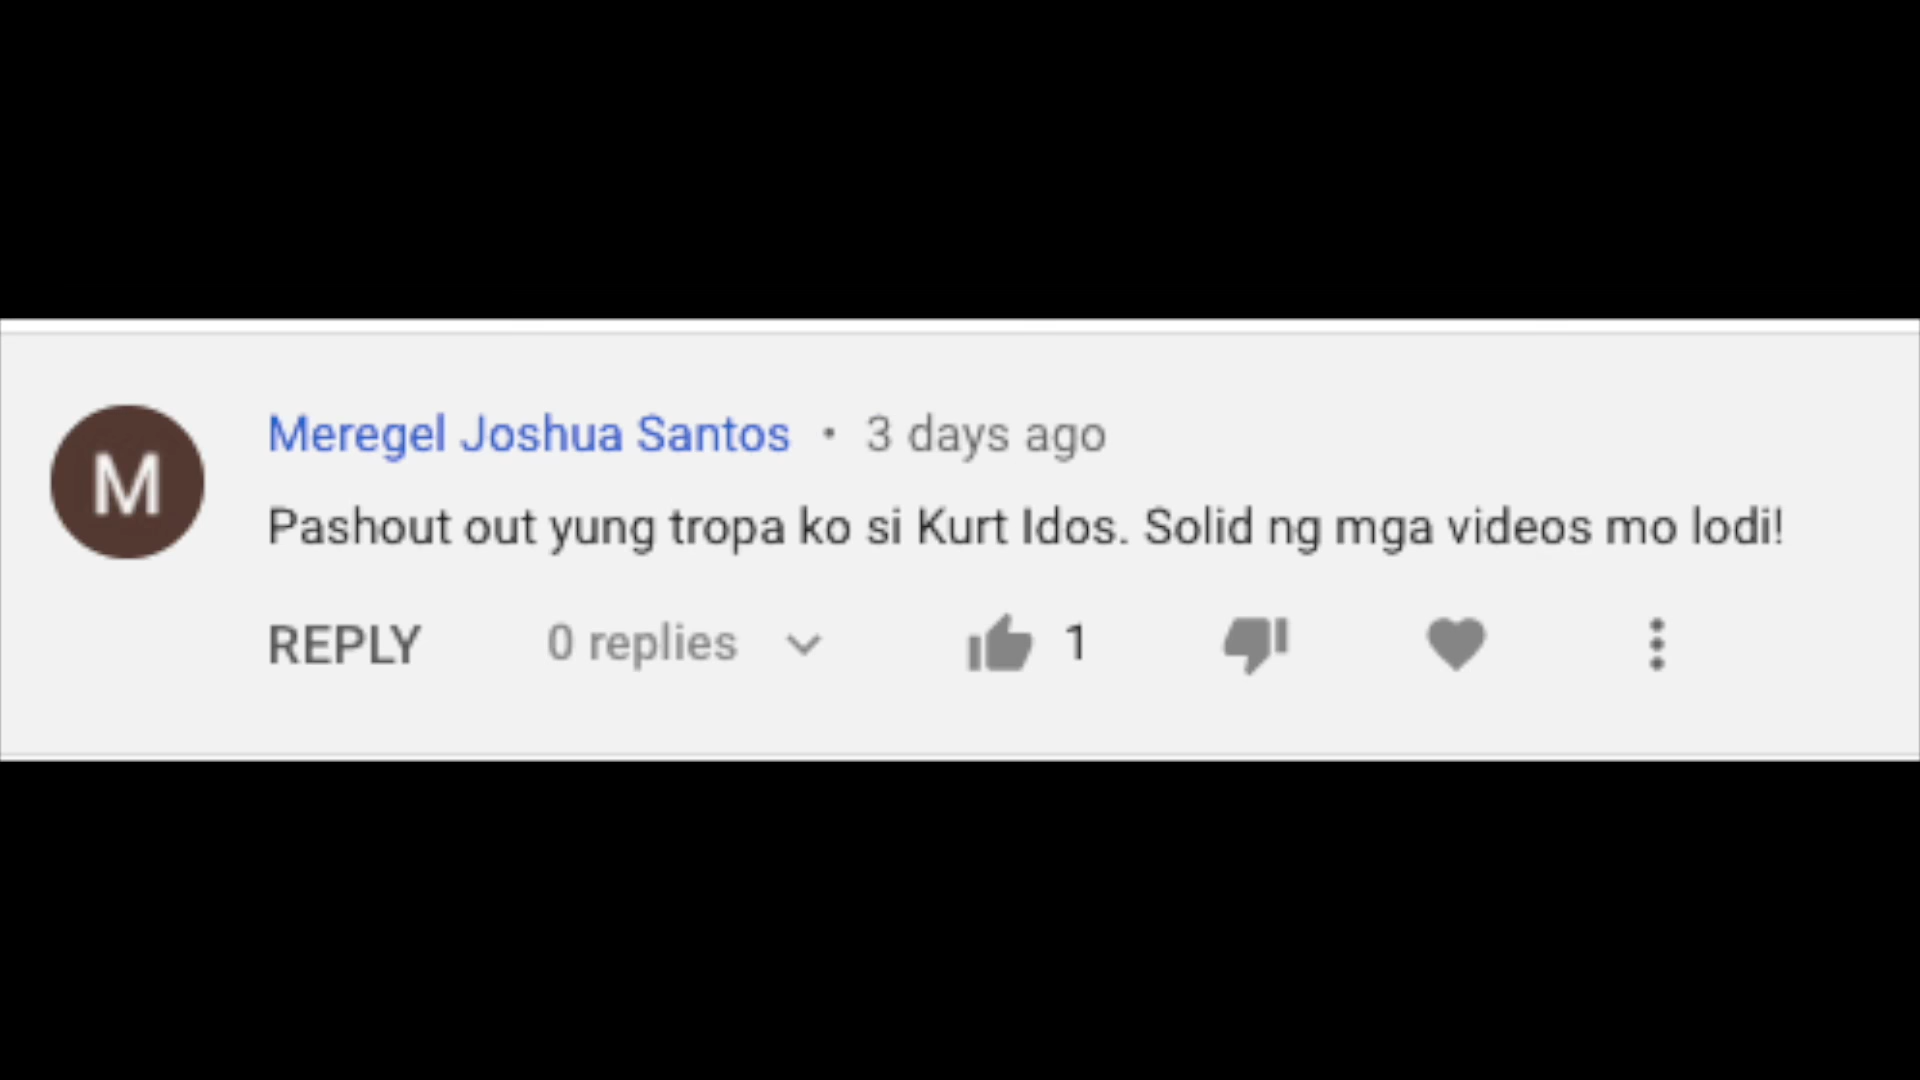 M
Meregel Joshua Santos • 3 days ago
Pashout out yung tropa ko si Kurt Idos. Solid ng mga videos mo lodi!
REPLY 0 replies 1